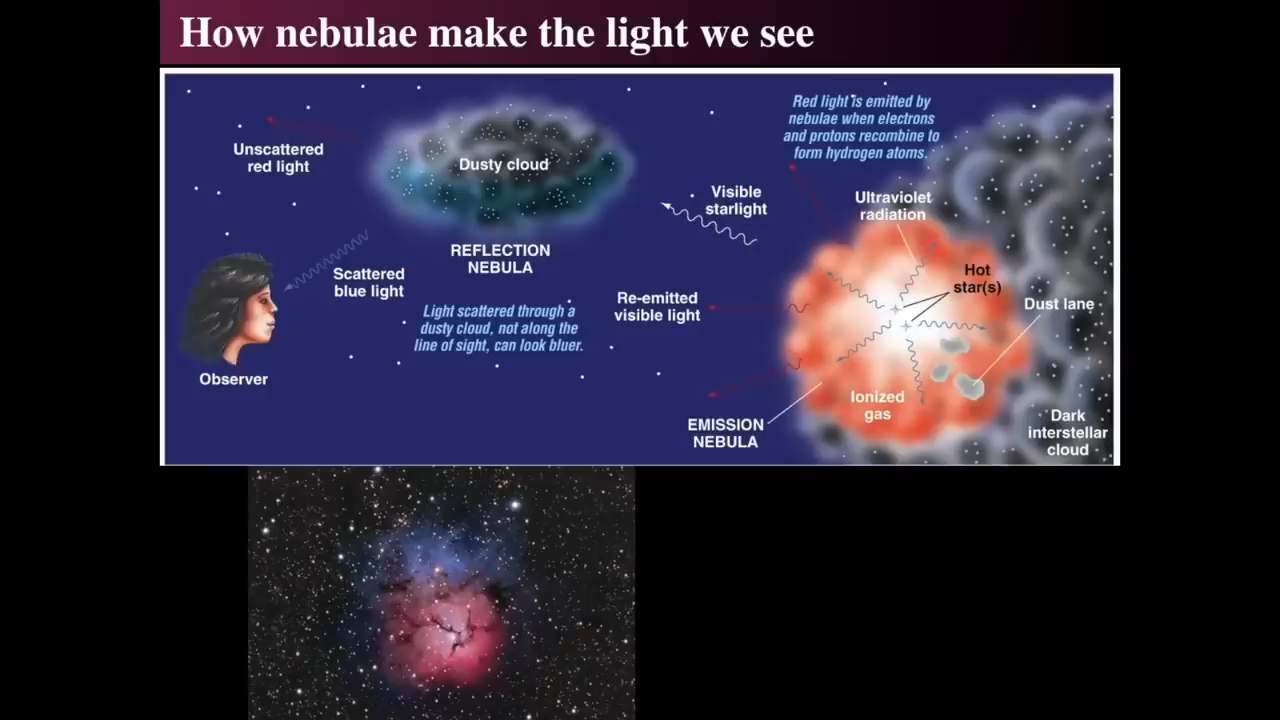 How nebulae make the light we see
Red light is emitted by
nebulae when electrons
and protons recombine to
form hydrogen atoms.
Unscattered
red light
Dusty cloud
Visible
starlight
Ultraviolet
radiation
REFLECTION
NEBULA
Scattered
blue light
Hot
star(s)
Re-emitted
visible light
Dust lane
Light scattered through a
dusty cloud, not along the
line of sight, can look bluer.
Observer
Ionized
gas
EMISSION
NEBULA
Dark
interstellar
cloud